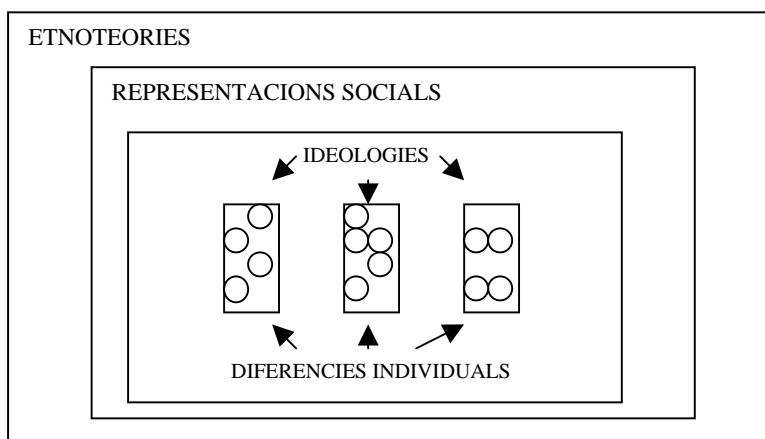 ETNOTEORIES
REPRESENTACIONS SOCIALS
IDEOLOGIES
DIFERENCIES INDIVIDUALS